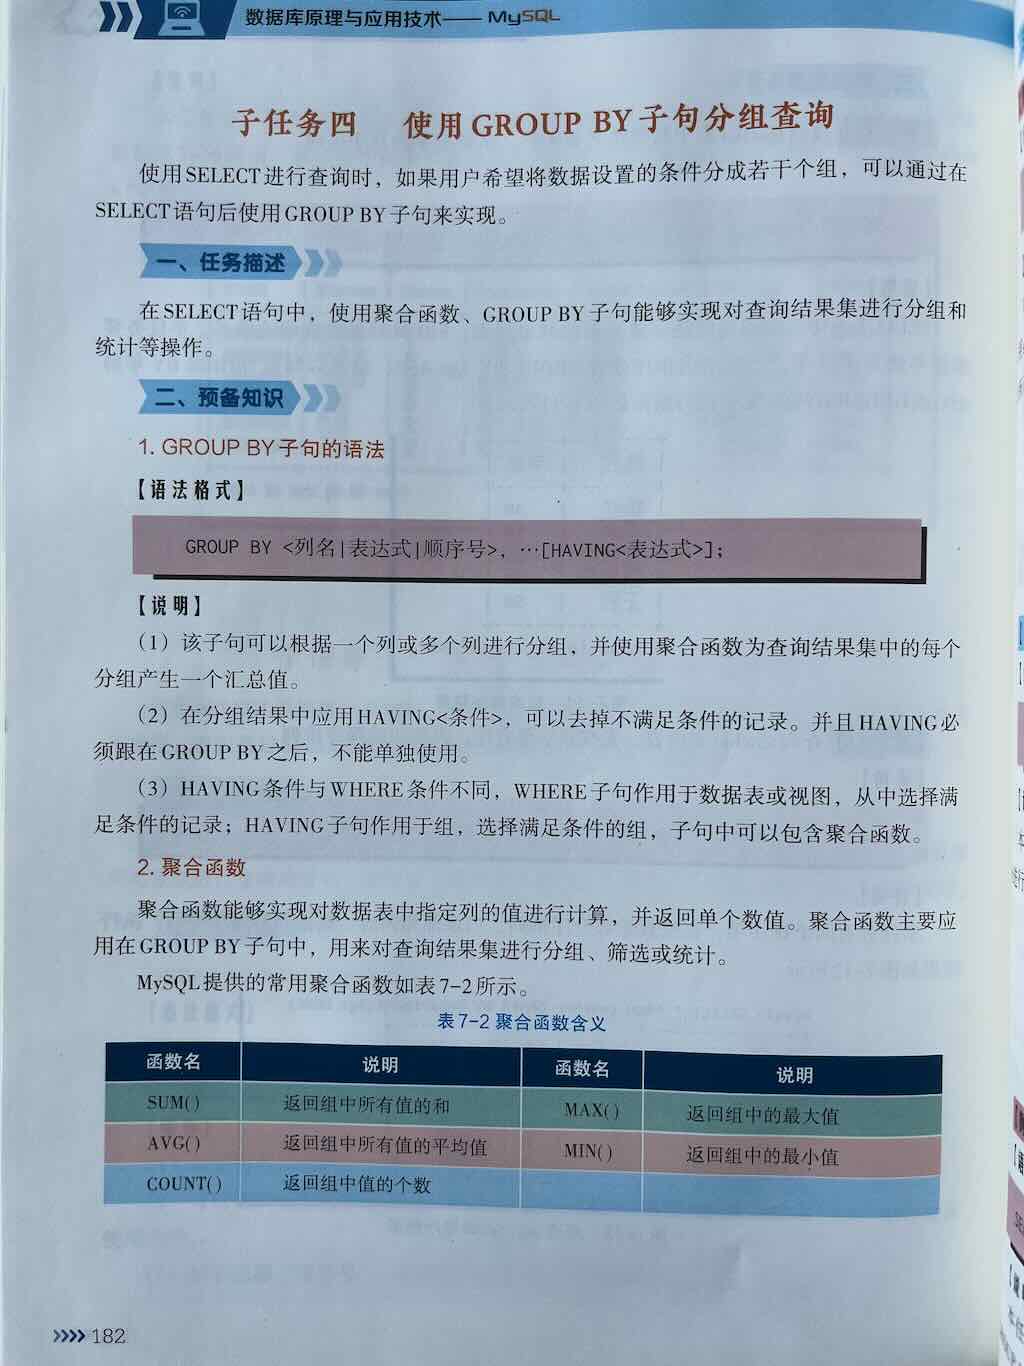 数据库原理与应用技术—— MySQL
子任务四 使用GROUP BY子句分组查询
使用SELECT进行查询时，如果用户希望将数据设置的条件分成若干个组，可以通过在
SELECT语句后使用GROUP BY子句来实现。
一、任务描述
在SELECT语句中，使用聚合函数、GROUP BY子句能够实现对查询结果集进行分组和
统计等操作。
二、预备知识
1. GROUP BY子句的语法
【语法格式】
GROUP BY <列名|表达式|顺序号>，…[HAVING<表达式>];
【说明】
（1）该子句可以根据一个列或多个列进行分组，并使用聚合函数为查询结果集中的每个
分组产生一个汇总值。
（2）在分组结果中应用HAVING<条件>，可以去掉不满足条件的记录。并且HAVING必
须跟在GROUP BY之后，不能单独使用。
（3）HAVING条件与WHERE条件不同，WHERE子句作用于数据表或视图，从中选择满
足条件的记录；HAVING子句作用于组，选择满足条件的组，子句中可以包含聚合函数。
2. 聚合函数
聚合函数能够实现对数据表中指定列的值进行计算，并返回单个数值。聚合函数主要应
用在GROUP BY子句中，用来对查询结果集进行分组、筛选或统计。
MySQL提供的常用聚合函数如表7-2所示。
表7-2 聚合函数含义
函数名 说明 函数名 说明
SUM() 返回组中所有值的和 MAX() 返回组中的最大值
AVG() 返回组中所有值的平均值 MIN() 返回组中的最小值
COUNT() 返回组中值的个数
182